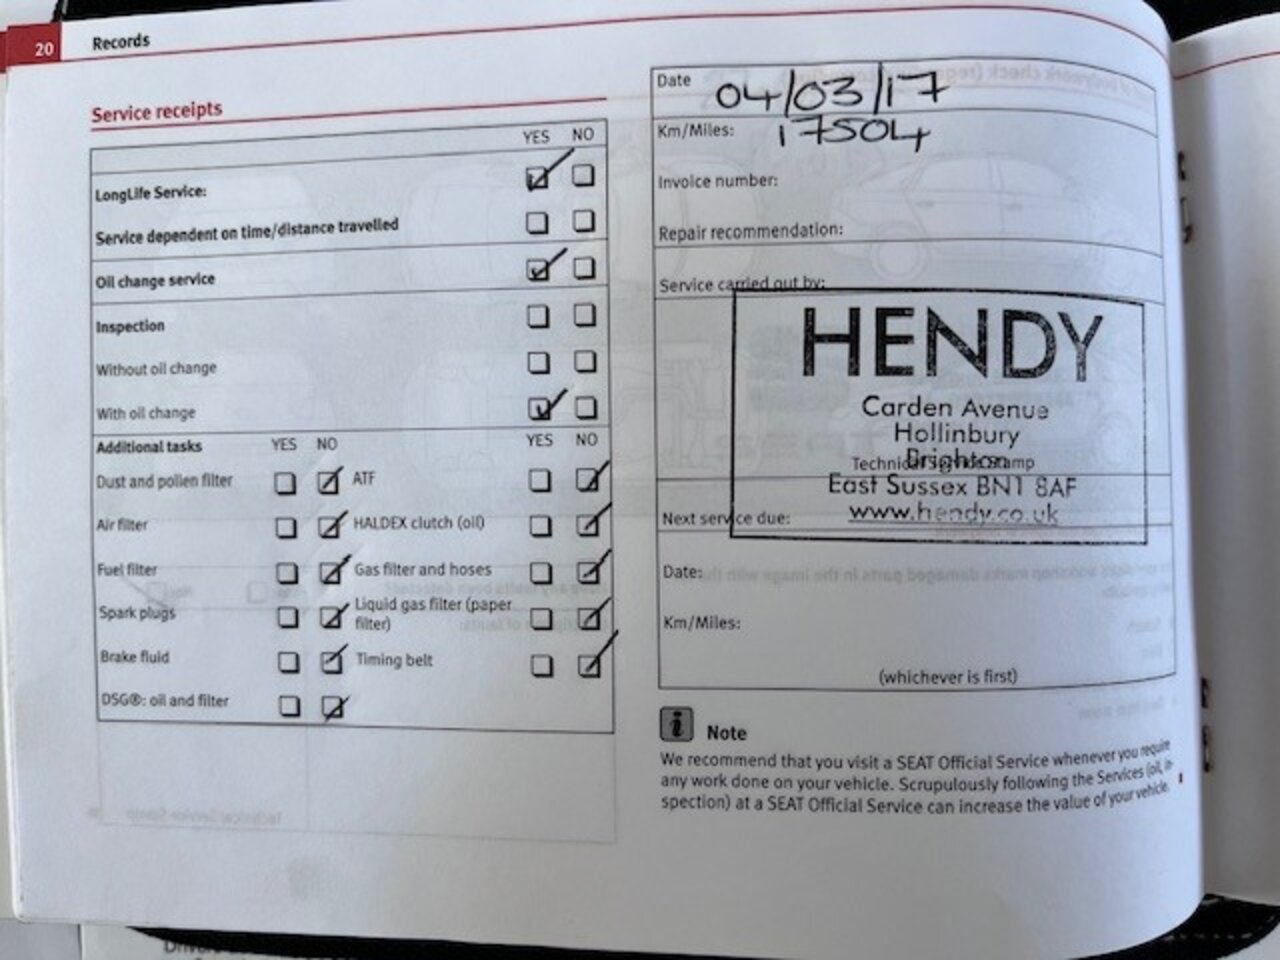 20 Records
Service receipts
YES NO
LongLife Service:
Service dependent on time/distance travelled
Oil change service
Inspection
Without oil change
With oil change
Additional tasks YES NO YES NO
Dust and pollen filter ATF
Air filter HALDEX clutch (oil)
Fuel filter Gas filter and hoses
Spark plugs Liquid gas filter (paper
filter)
Brake fluid Timing belt
DSG®: oil and filter
Date 04/03/17
Km/Miles: 17504
Invoice number:
Repair recommendation:
Service carried out by:
HENDY
Carden Avenue
Hollinbury
Brighton
Technical Service Stamp
East Sussex BN1 8AF
www.hendy.co.uk
Next service due:
Date:
Km/Miles:
(whichever is first)
i Note
We recommend that you visit a SEAT Official Service whenever you require
any work done on your vehicle. Scrupulously following the Services (oil, in-
spection) at a SEAT Official Service can increase the value of your vehicle.